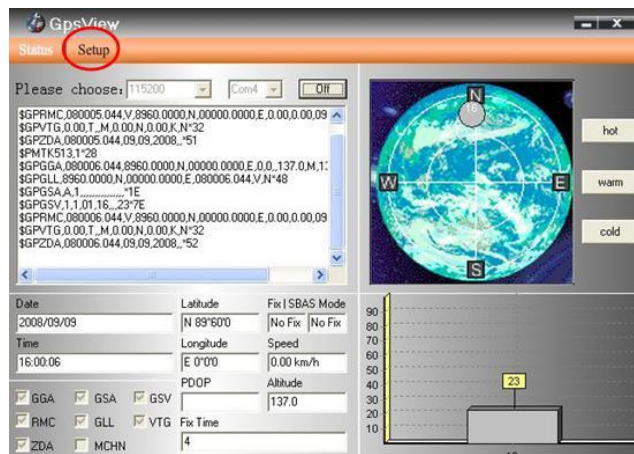 GpsView
Status Setup
Please choose: 115200 Com4 Off
$GPRMC,080005.044,V,8960.0000,N,00000.0000,E,0.00,0.00,09
$GPVTG,0.00,T,,M,0.00,N,0.00,K,N*32
$GPZDA,080005.044,09,09,2008,,*51
$PMTK513,1*28
$GPGGA,080006.044,8960.0000,N,00000.0000,E,0,0,,137.0,M,1
$GPGLL,8960.0000,N,00000.0000,E,080006.044,V,N*48
$GPGSA,A,1,,,,,,,,,,,,,,,*1E
$GPGSV,1,1,01,16,,,23*7E
$GPRMC,080006.044,V,8960.0000,N,00000.0000,E,0.00,0.00,09
$GPVTG,0.00,T,,M,0.00,N,0.00,K,N*32
$GPZDA,080006.044,09,09,2008,,*52
N
16
W E
S
hot
warm
cold
Date Latitude Fix | SBAS Mode
2008/09/09 N 89°60'0 No Fix No Fix
Time Longitude Speed
16:00:06 E 0°0'0 0.00 km/h
PDOP Altitude
137.0
GGA GSA GSV
RMC GLL VTG Fix Time
ZDA MCHN 4
90
80
70
60
50
40
30
20
10
23